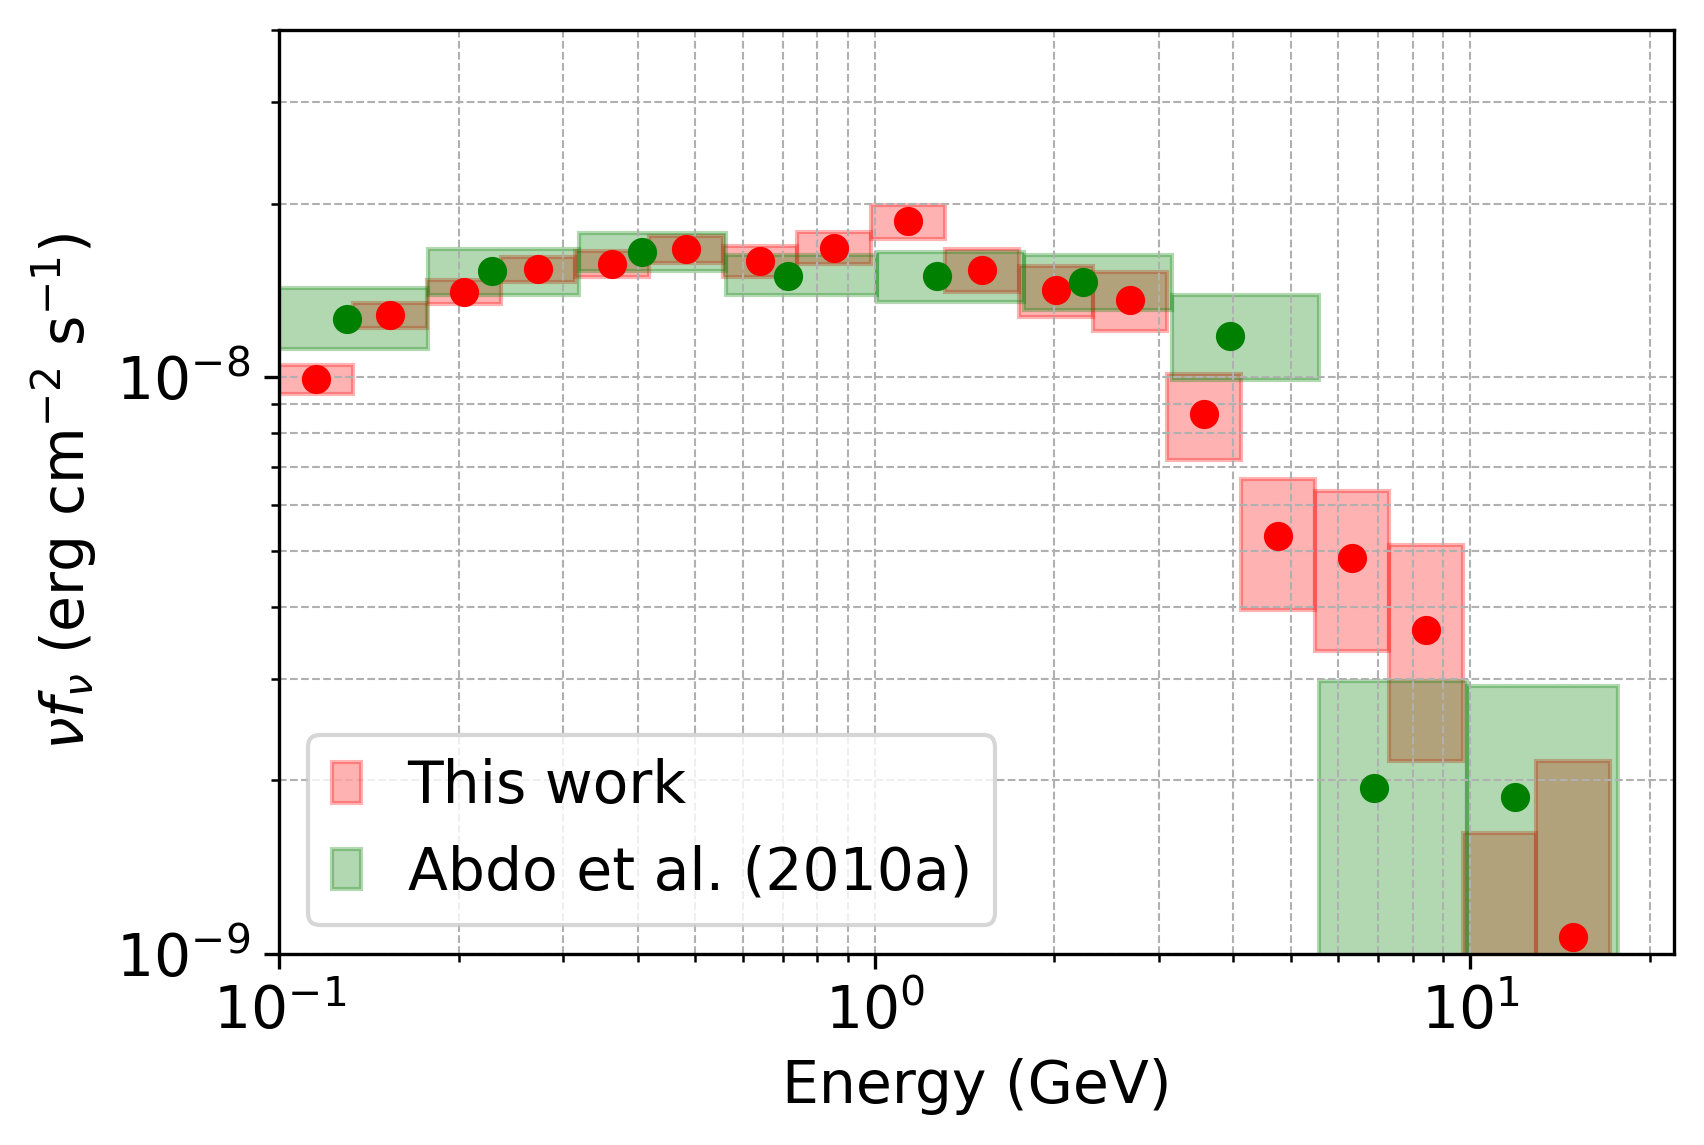 νf_ν (erg cm⁻² s⁻¹)
10⁻⁸
10⁻⁹
This work
Abdo et al. (2010a)
10⁻¹ 10⁰ 10¹
Energy (GeV)